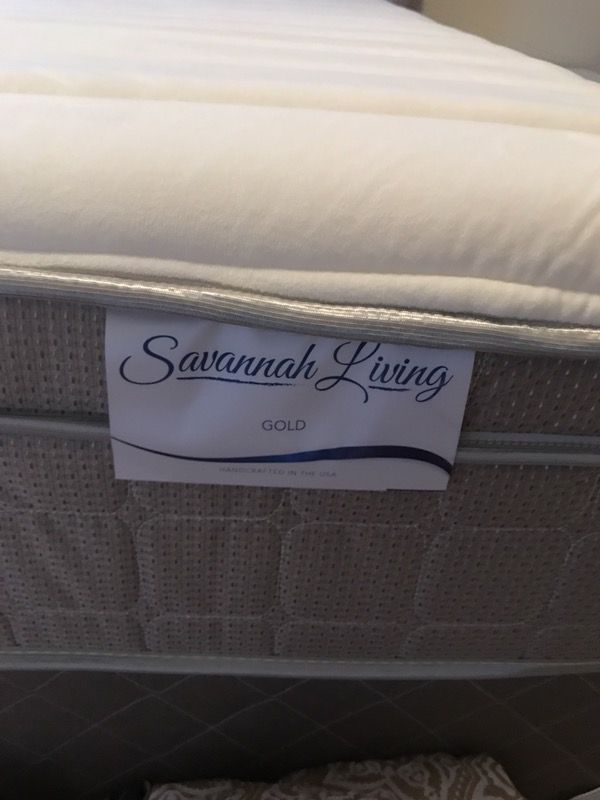 Savannah Living
GOLD
HANDCRAFTED IN THE USA